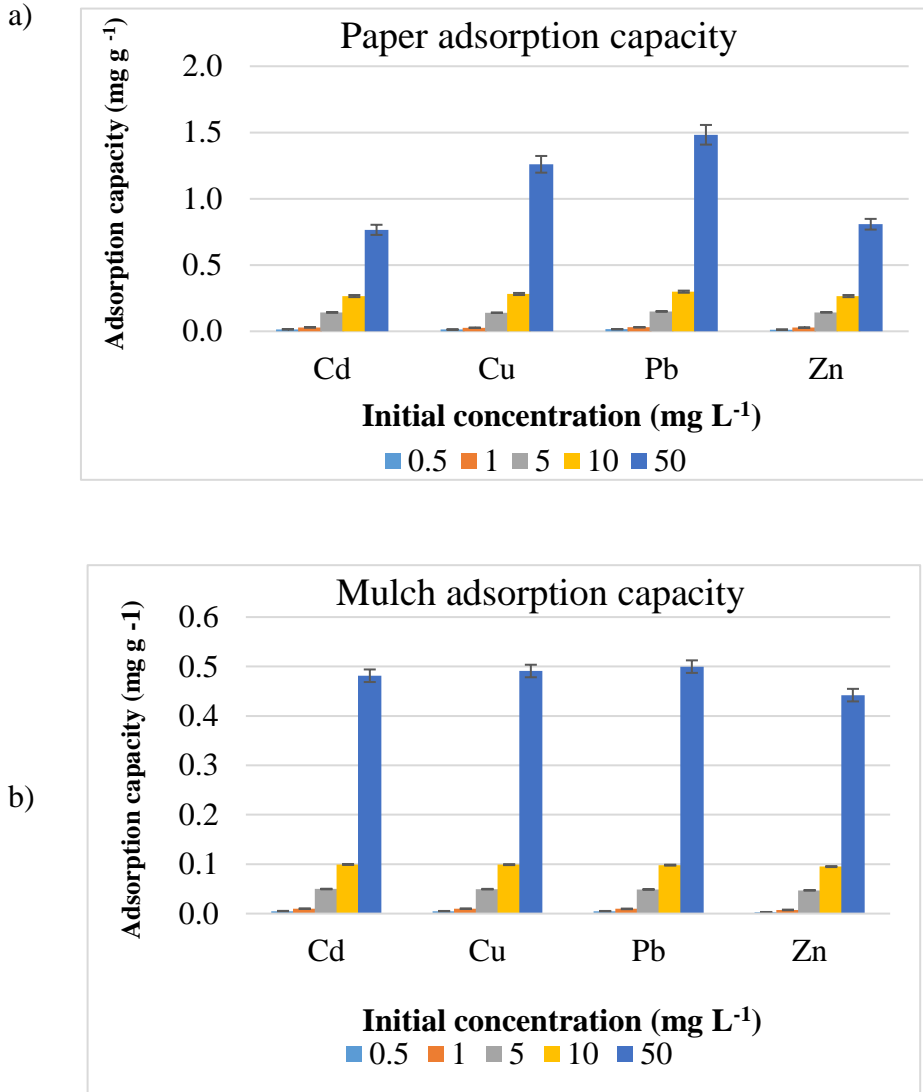 a)
Paper adsorption capacity
Adsorption capacity (mg g -1)
2.0
1.5
1.0
0.5
0.0
Cd Cu Pb Zn
Initial concentration (mg L-1)
0.5 1 5 10 50
b)
Mulch adsorption capacity
Adsorption capacity (mg g -1)
0.6
0.5
0.4
0.3
0.2
0.1
0.0
Cd Cu Pb Zn
Initial concentration (mg L-1)
0.5 1 5 10 50